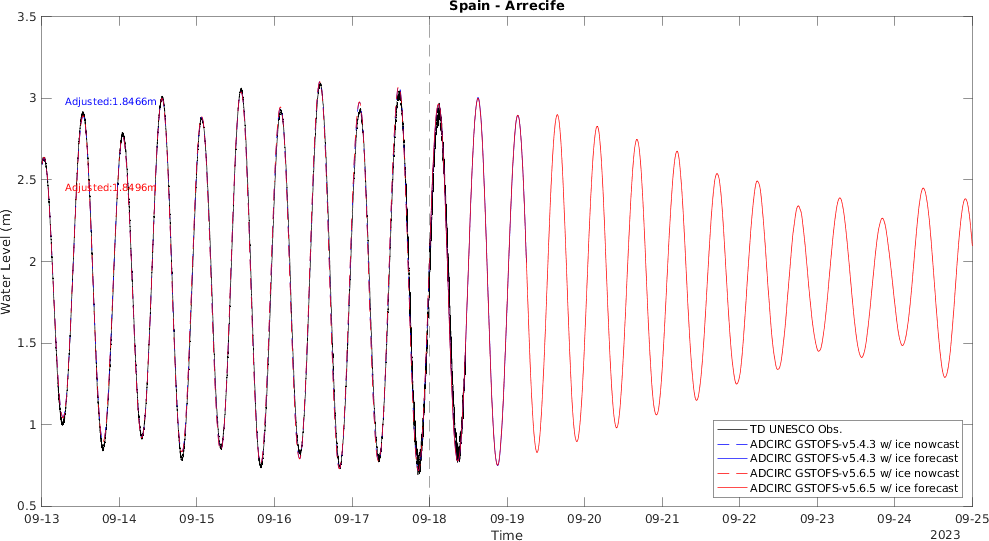 Spain - Arrecife
3.5
3
2.5
2
1.5
1
0.5
Water Level (m)
Adjusted:1.8466m
Adjusted:1.8496m
TD UNESCO Obs.
ADCIRC GSTOFS-v5.4.3 w/ ice nowcast
ADCIRC GSTOFS-v5.4.3 w/ ice forecast
ADCIRC GSTOFS-v5.6.5 w/ ice nowcast
ADCIRC GSTOFS-v5.6.5 w/ ice forecast
09-13 09-14 09-15 09-16 09-17 09-18 09-19 09-20 09-21 09-22 09-23 09-24 09-25
Time
2023